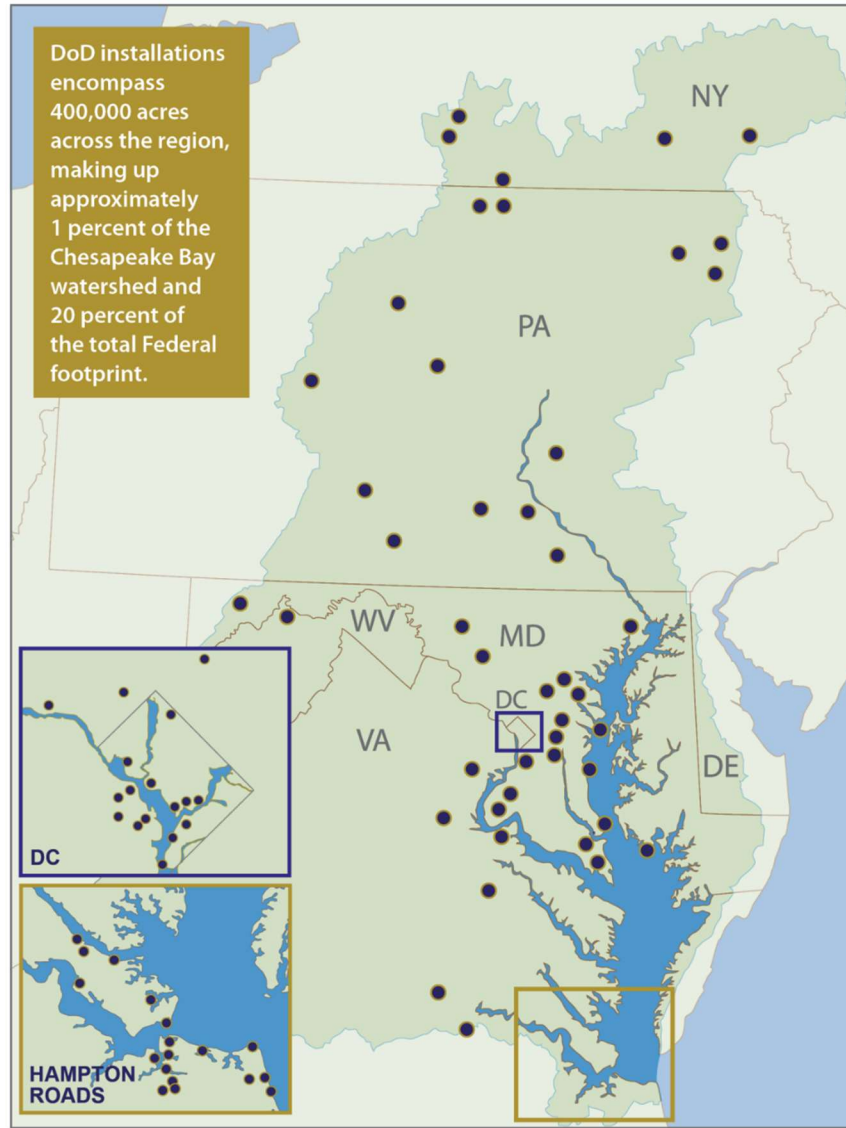 DoD installations
encompass
400,000 acres
across the region,
making up
approximately
1 percent of the
Chesapeake Bay
watershed and
20 percent of
the total Federal
footprint.
NY
PA
WV
MD
DC
VA
DE
DC
HAMPTON
ROADS